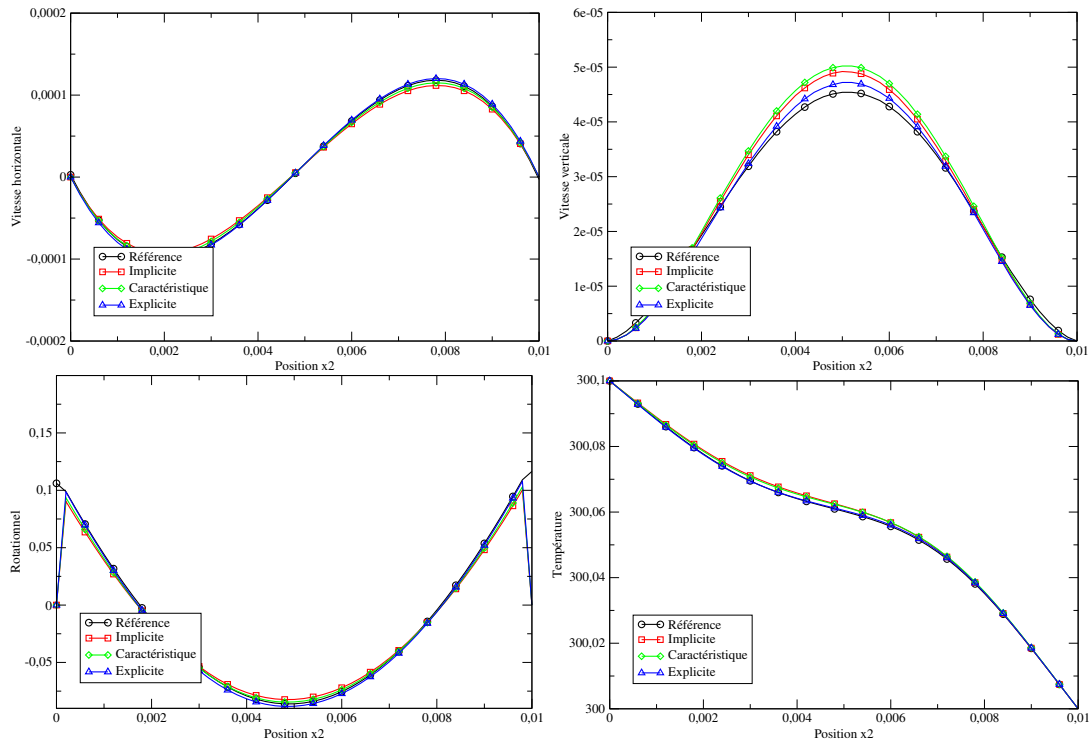 0,0002
0,0001
0
-0,0001
-0,0002
Vitesse horizontale
0 0,002 0,004 0,006 0,008 0,01
Position x2
Référence
Implicite
Caractéristique
Explicite
6e-05
5e-05
4e-05
3e-05
2e-05
1e-05
0
Vitesse verticale
0 0,002 0,004 0,006 0,008 0,01
Position x2
Référence
Implicite
Caractéristique
Explicite
0,15
0,1
0,05
0
-0,05
Rotationnel
0 0,002 0,004 0,006 0,008 0,01
Position x2
Référence
Implicite
Caractéristique
Explicite
300,1
300,08
300,06
300,04
300,02
300
Température
0 0,002 0,004 0,006 0,008 0,01
Position x2
Référence
Implicite
Caractéristique
Explicite